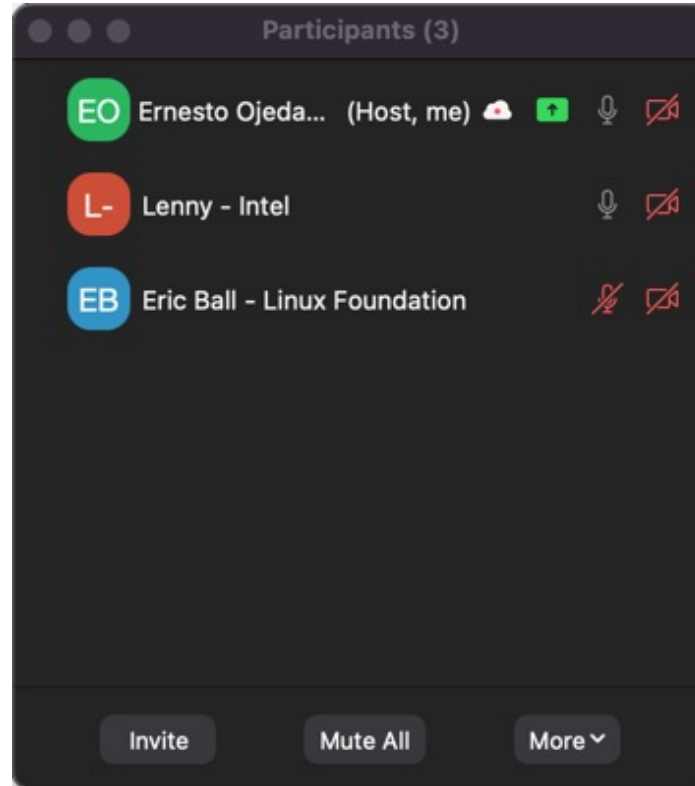 Participants (3)
EO Ernesto Ojeda... (Host, me)
L- Lenny - Intel
EB Eric Ball - Linux Foundation
Invite Mute All More